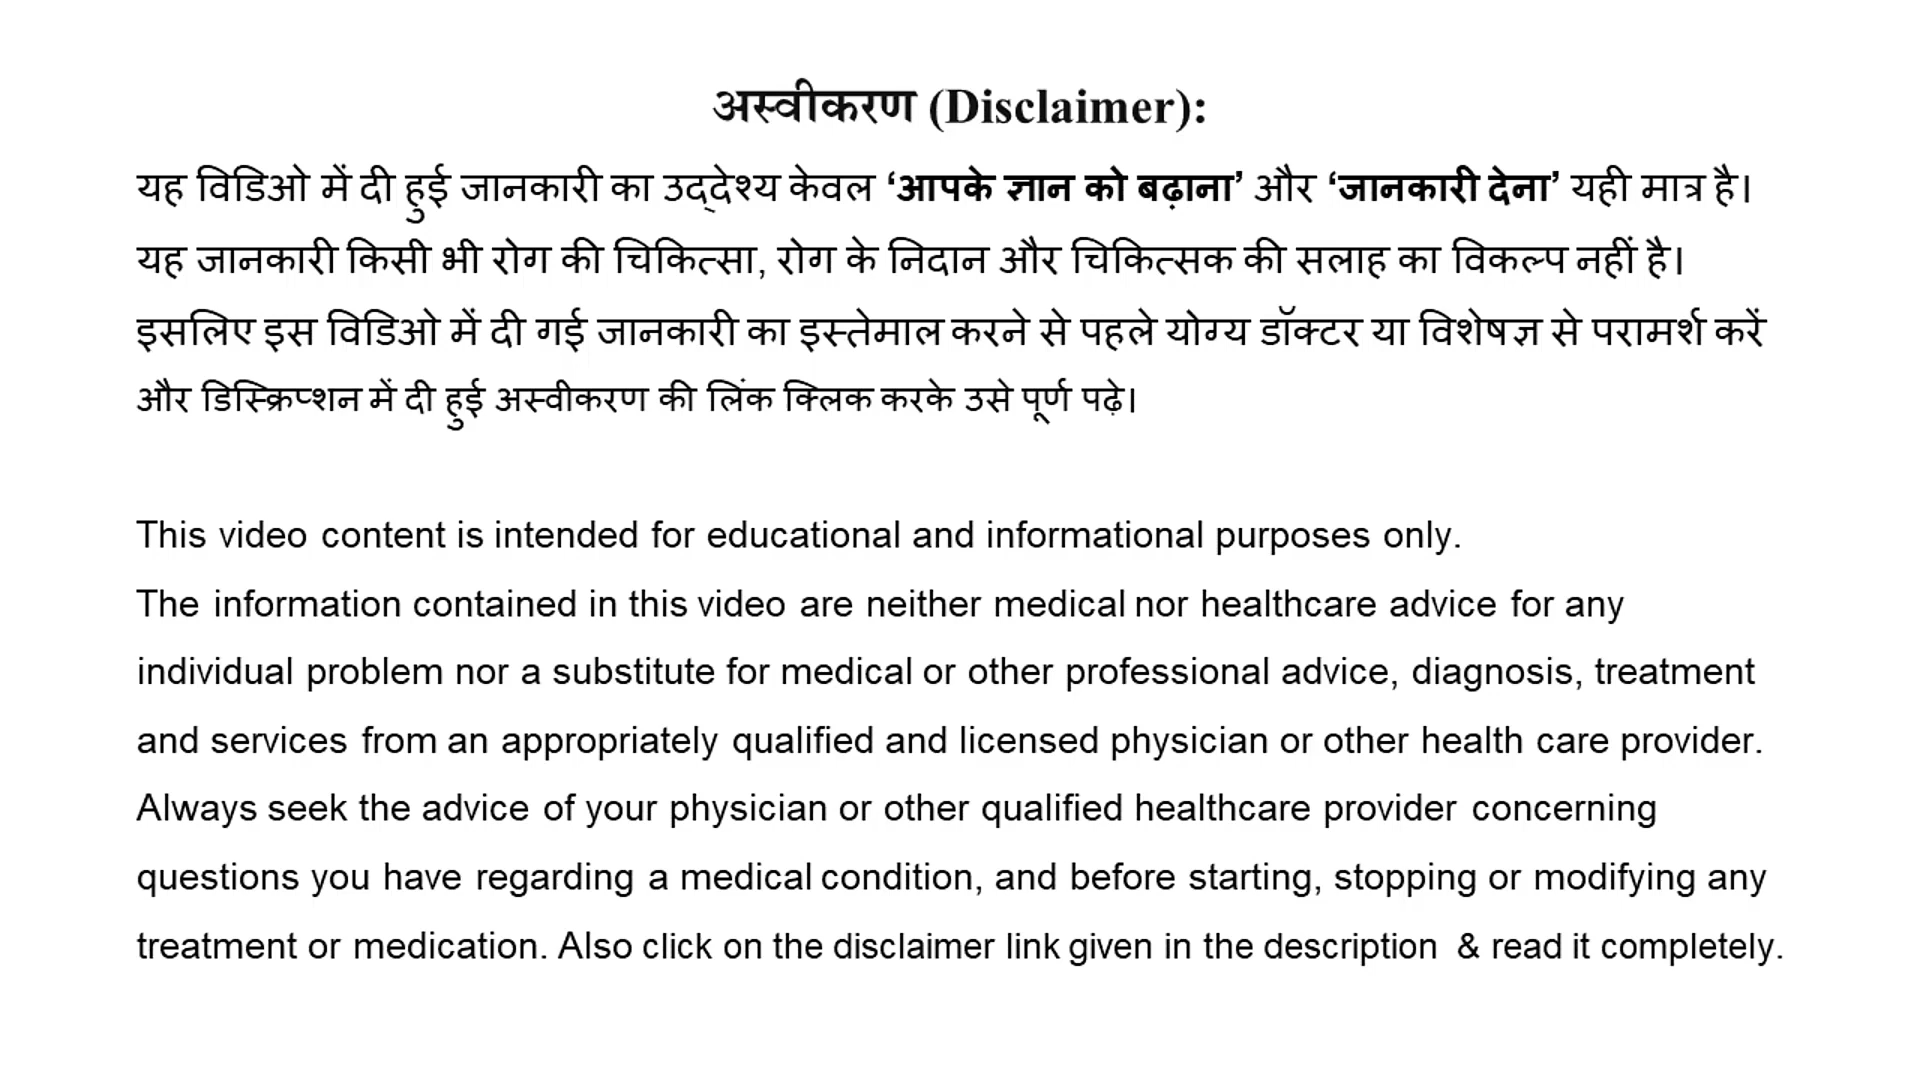 अस्वीकरण (Disclaimer):
यह विडिओ में दी हुई जानकारी का उद्देश्य केवल ‘आपके ज्ञान को बढ़ाना’ और ‘जानकारी देना’ यही मात्र है।
यह जानकारी किसी भी रोग की चिकित्सा, रोग के निदान और चिकित्सक की सलाह का विकल्प नहीं है।
इसलिए इस विडिओ में दी गई जानकारी का इस्तेमाल करने से पहले योग्य डॉक्टर या विशेषज्ञ से परामर्श करें
और डिस्क्रिप्शन में दी हुई अस्वीकरण की लिंक क्लिक करके उसे पूर्ण पढ़े।
This video content is intended for educational and informational purposes only.
The information contained in this video are neither medical nor healthcare advice for any
individual problem nor a substitute for medical or other professional advice, diagnosis, treatment
and services from an appropriately qualified and licensed physician or other health care provider.
Always seek the advice of your physician or other qualified healthcare provider concerning
questions you have regarding a medical condition, and before starting, stopping or modifying any
treatment or medication. Also click on the disclaimer link given in the description & read it completely.